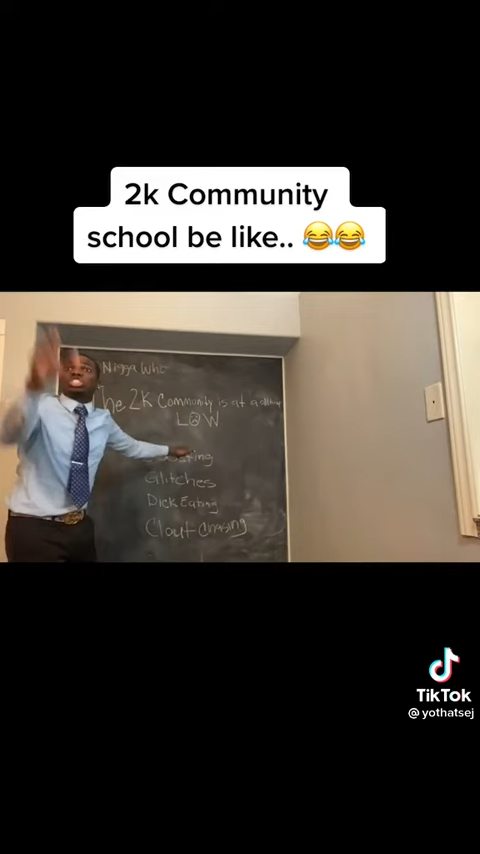 2k Community
school be like.. 😂😂
Nigga Who
The 2K Community is at a all time
LOW
Glitches
Dick Eating
Clout Chasing
TikTok
@yothatsej